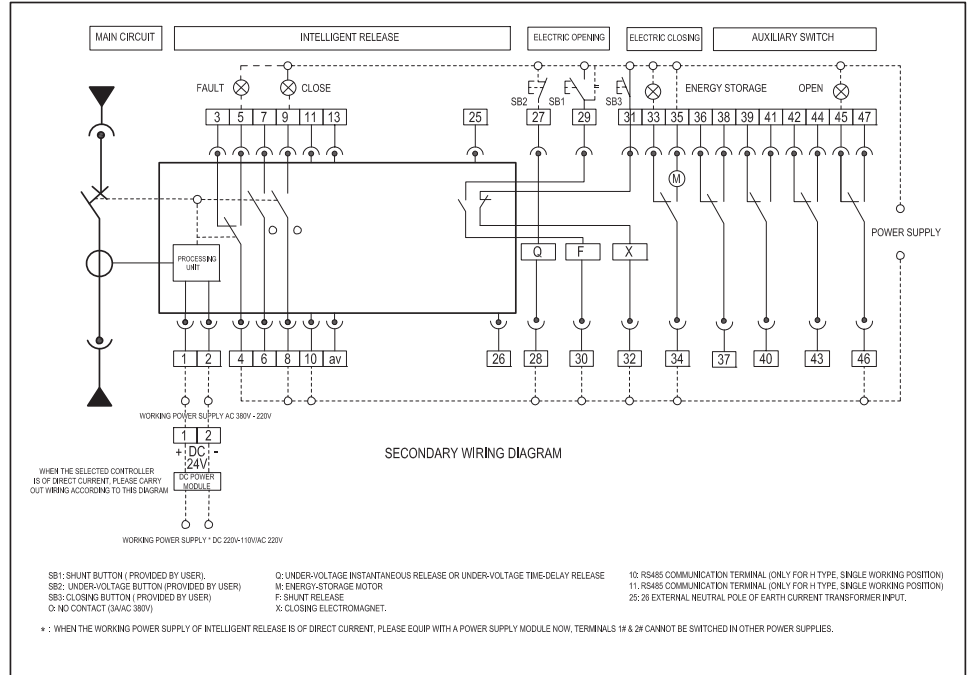 MAIN CIRCUIT INTELLIGENT RELEASE ELECTRIC OPENING ELECTRIC CLOSING AUXILIARY SWITCH
FAULT CLOSE SB2 SB1 SB3 ENERGY STORAGE OPEN
3 5 7 9 11 13 25 27 29 31 33 35 36 38 39 41 42 44 45 47
M
POWER SUPPLY
Q F X
PROCESSING
UNIT
1 2 4 6 8 10 av 26 28 30 32 34 37 40 43 46
WORKING POWER SUPPLY AC 380V - 220V
1 2
+ DC -
24V
SECONDARY WIRING DIAGRAM
DC POWER
MODULE
WHEN THE SELECTED CONTROLLER
IS OF DIRECT CURRENT, PLEASE CARRY
OUT WIRING ACCORDING TO THIS DIAGRAM
WORKING POWER SUPPLY * DC 220V-110V/AC 220V
SB1: SHUNT BUTTON ( PROVIDED BY USER).
SB2: UNDER-VOLTAGE BUTTON (PROVIDED BY USER)
SB3: CLOSING BUTTON ( PROVIDED BY USER)
O: NO CONTACT (3A/AC 380V)
Q: UNDER-VOLTAGE INSTANTANEOUS RELEASE OR UNDER-VOLTAGE TIME-DELAY RELEASE
M: ENERGY-STORAGE MOTOR
F: SHUNT RELEASE
X: CLOSING ELECTROMAGNET.
10: RS485 COMMUNICATION TERMINAL (ONLY FOR H TYPE, SINGLE WORKING POSITION)
11. RS485 COMMUNICATION TERMINAL (ONLY FOR H TYPE, SINGLE WORKING POSITION)
25: 26 EXTERNAL NEUTRAL POLE OF EARTH CURRENT TRANSFORMER INPUT.
* : WHEN THE WORKING POWER SUPPLY OF INTELLIGENT RELEASE IS OF DIRECT CURRENT, PLEASE EQUIP WITH A POWER SUPPLY MODULE NOW, TERMINALS 1# & 2# CANNOT BE SWITCHED IN OTHER POWER SUPPLIES.